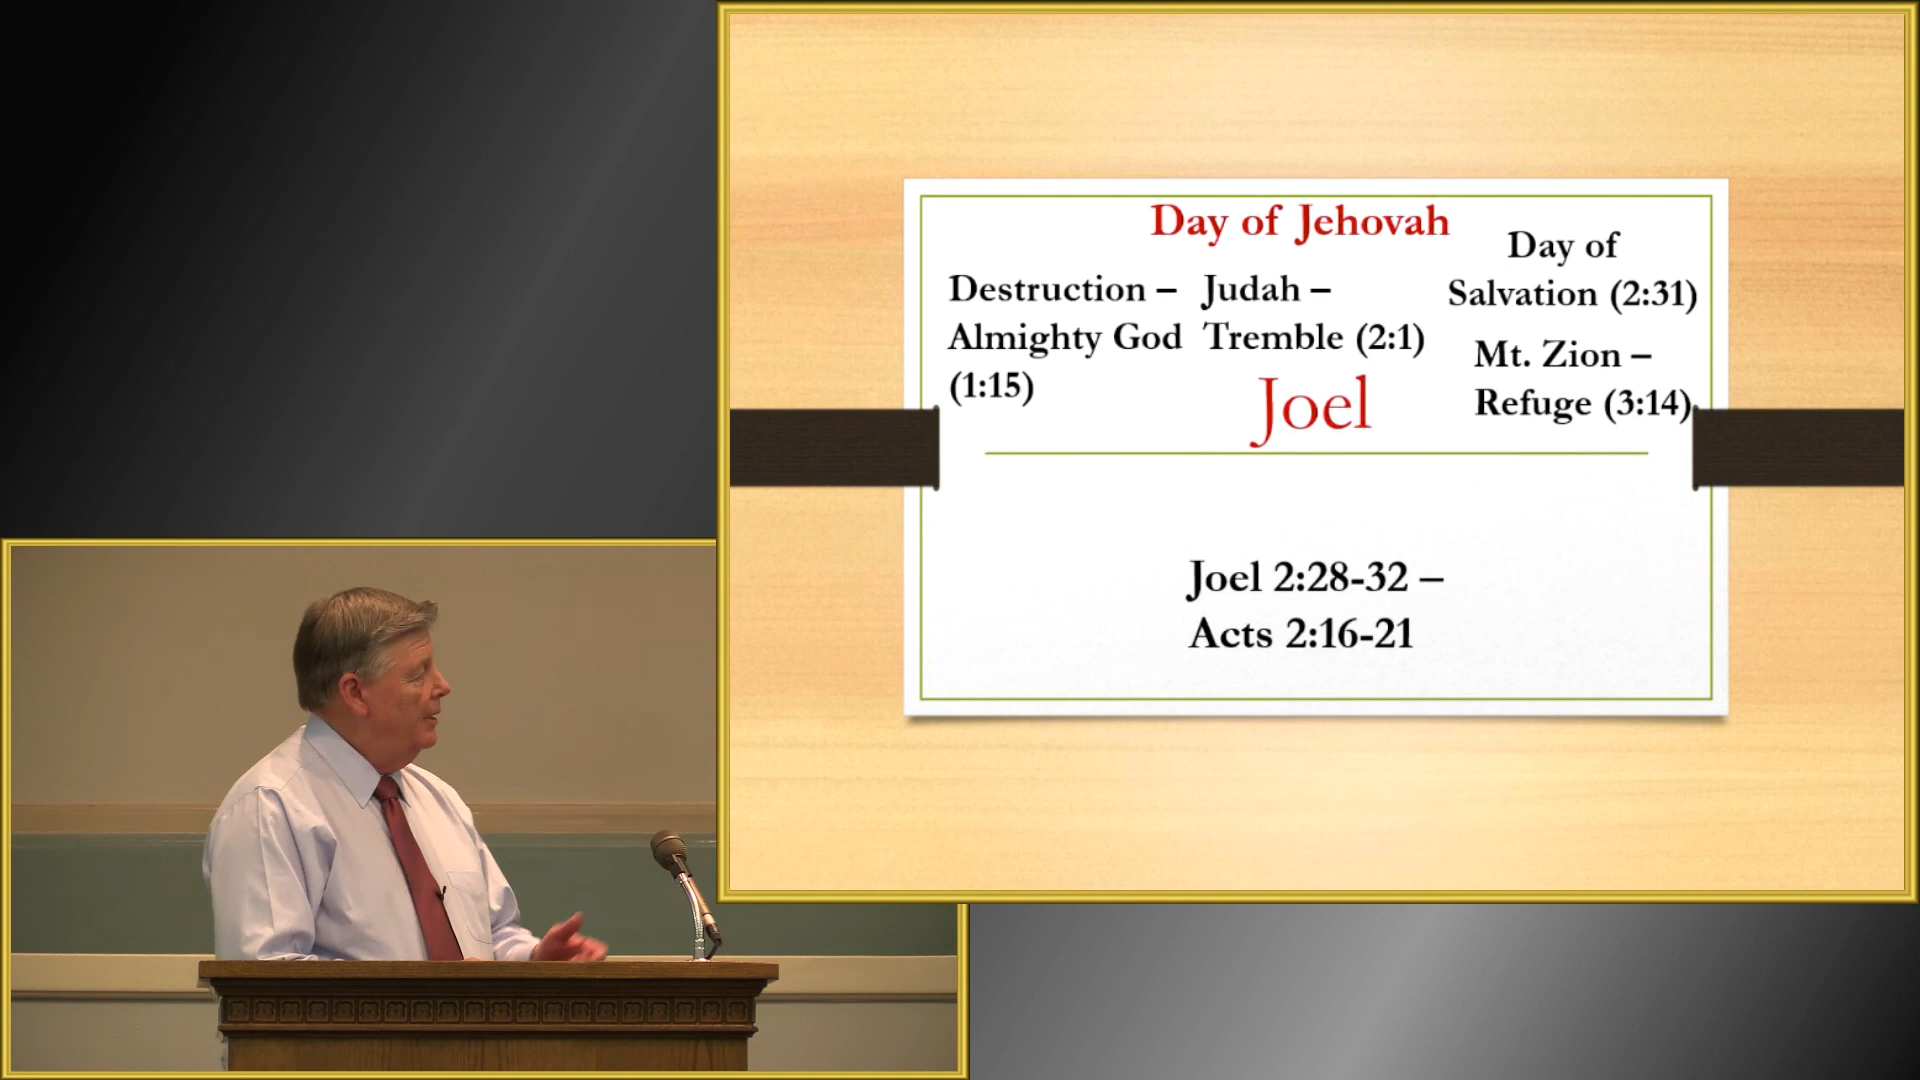 Day of Jehovah
Destruction –
Almighty God
(1:15)
Judah –
Tremble (2:1)
Day of
Salvation (2:31)
Mt. Zion –
Refuge (3:14)
Joel
Joel 2:28-32 –
Acts 2:16-21